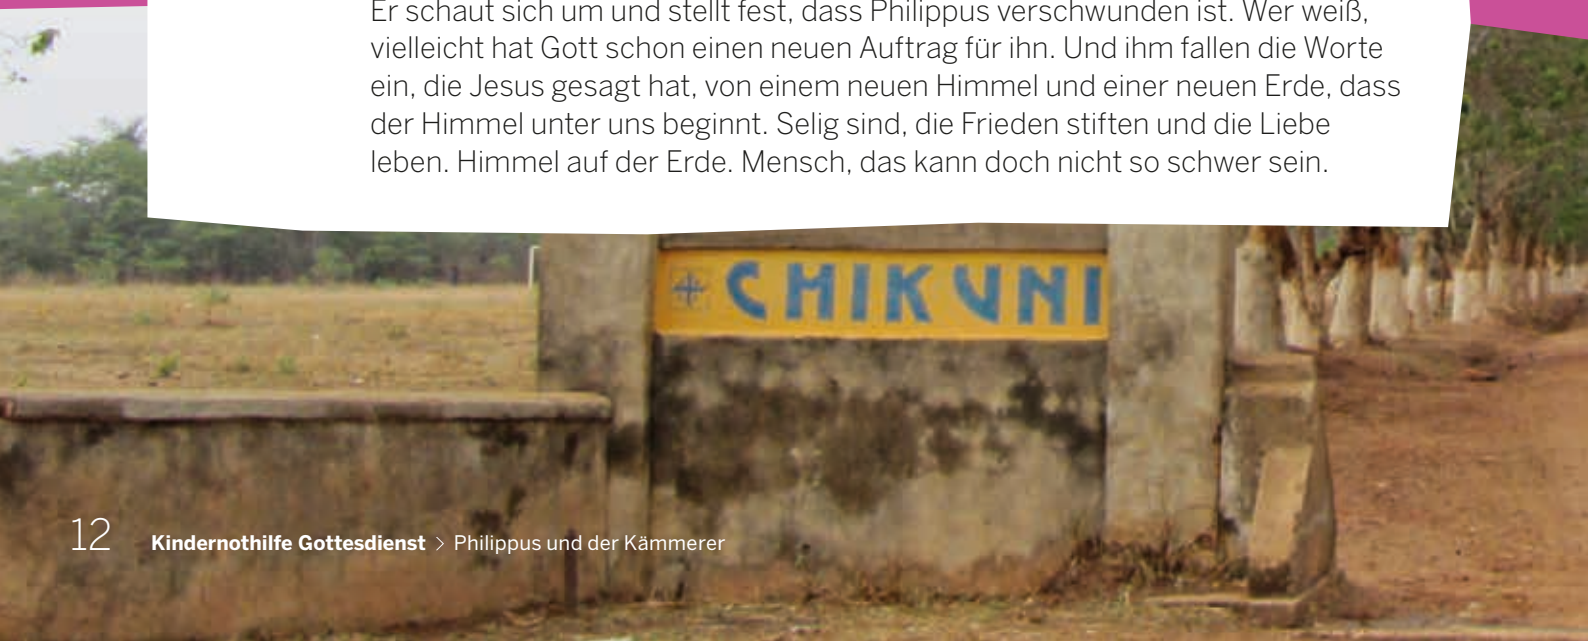 Er schaut sich um und stellt fest, dass Philippus verschwunden ist. Wer weiß,
vielleicht hat Gott schon einen neuen Auftrag für ihn. Und ihm fallen die Worte
ein, die Jesus gesagt hat, von einem neuen Himmel und einer neuen Erde, dass
der Himmel unter uns beginnt. Selig sind, die Frieden stiften und die Liebe
leben. Himmel auf der Erde. Mensch, das kann doch nicht so schwer sein.
CHIKUNI
12 Kindernothilfe Gottesdienst > Philippus und der Kämmerer